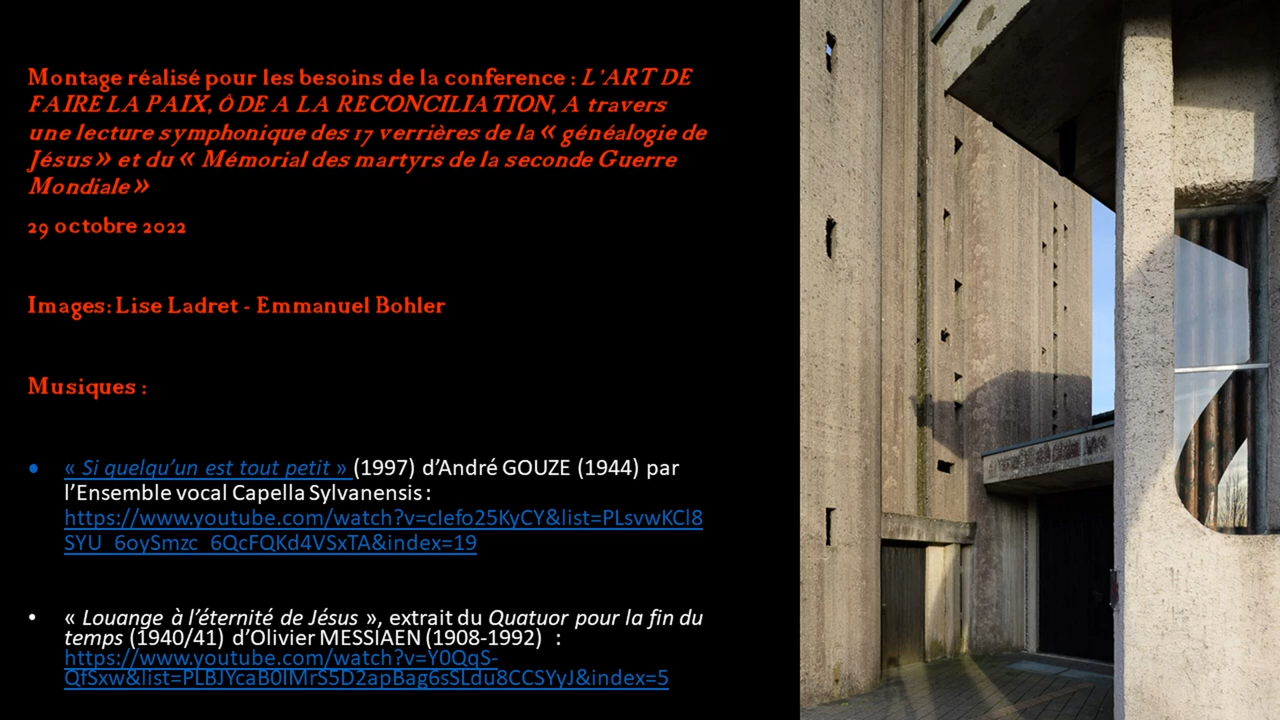 Montage réalisé pour les besoins de la conference : L'ART DE
FAIRE LA PAIX, ÔDE A LA RECONCILIATION, A travers
une lecture symphonique des 17 verrières de la « généalogie de
Jésus » et du « Mémorial des martyrs de la seconde Guerre
Mondiale »
29 octobre 2022
Images: Lise Ladret - Emmanuel Bohler
Musiques :
• « Si quelqu'un est tout petit » (1997) d'André GOUZE (1944) par
l'Ensemble vocal Capella Sylvanensis :
https://www.youtube.com/watch?v=cIefo25KyCY&list=PLsvwKCl8
SYU_6oySmzc_6QcFQKd4VSxTA&index=19
• « Louange à l'éternité de Jésus », extrait du Quatuor pour la fin du
temps (1940/41) d'Olivier MESSIAEN (1908-1992) :
https://www.youtube.com/watch?v=Y0QqS-
QfSxw&list=PLBJYcaB0lMrS5D2apBag6sSLdu8CCSYyJ&index=5